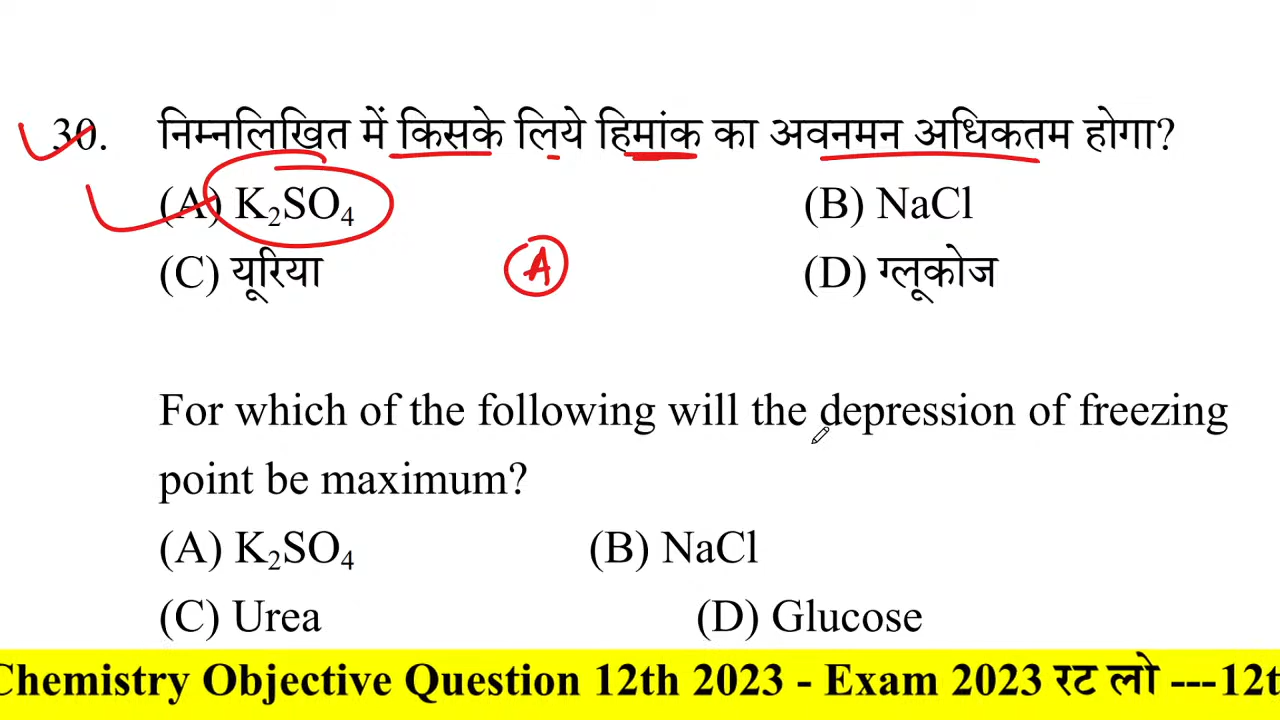 30. निम्नलिखित में किसके लिये हिमांक का अवनमन अधिकतम होगा?
(A) K₂SO₄ (B) NaCl
(C) यूरिया A (D) ग्लूकोज
For which of the following will the depression of freezing
point be maximum?
(A) K₂SO₄ (B) NaCl
(C) Urea (D) Glucose
Chemistry Objective Question 12th 2023 - Exam 2023 रट लो ---12t